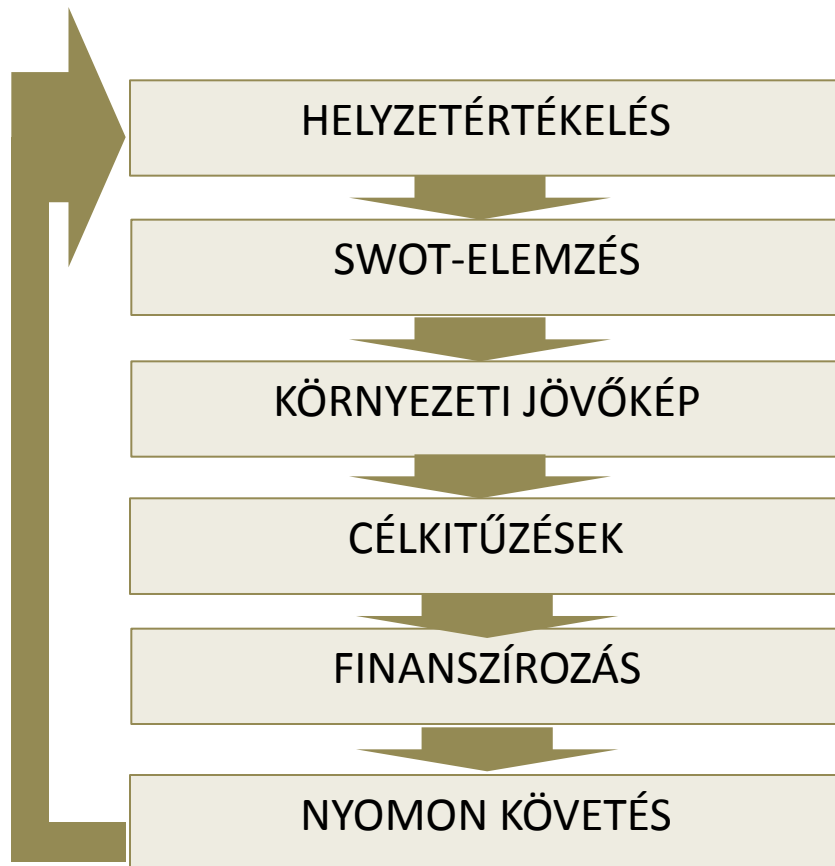 HELYZETÉRTÉKELÉS
SWOT-ELEMZÉS
KÖRNYEZETI JÖVŐKÉP
CÉLKITŰZÉSEK
FINANSZÍROZÁS
NYOMON KÖVETÉS